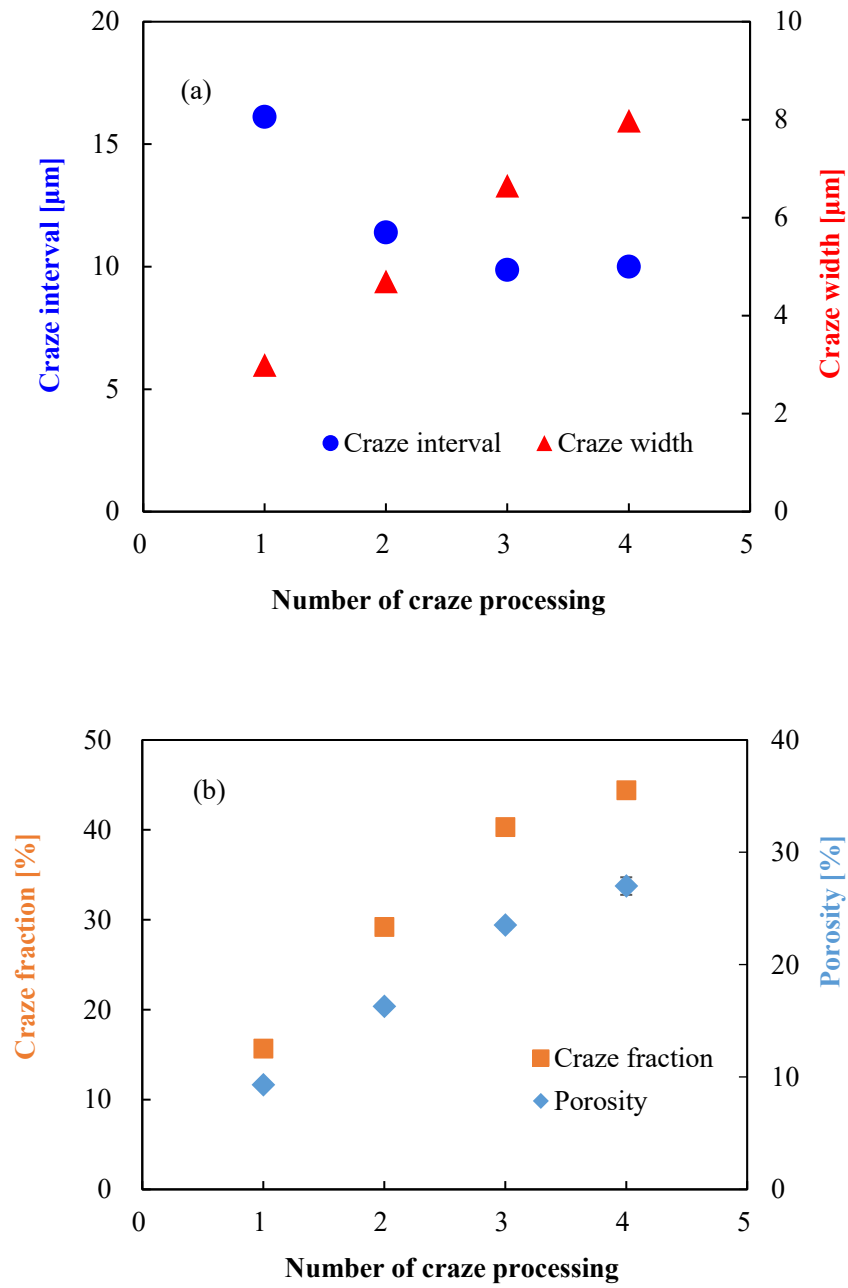 20
15
10
5
0
Craze interval [µm]
(a)
Craze interval
Craze width
10
8
6
4
2
0
Craze width [µm]
0 1 2 3 4 5
Number of craze processing
50
40
30
20
10
0
Craze fraction [%]
(b)
Craze fraction
Porosity
40
30
20
10
0
Porosity [%]
0 1 2 3 4 5
Number of craze processing